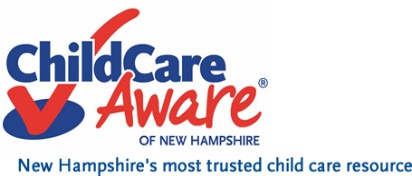 ChildCare
Aware®
OF NEW HAMPSHIRE
New Hampshire's most trusted child care resource